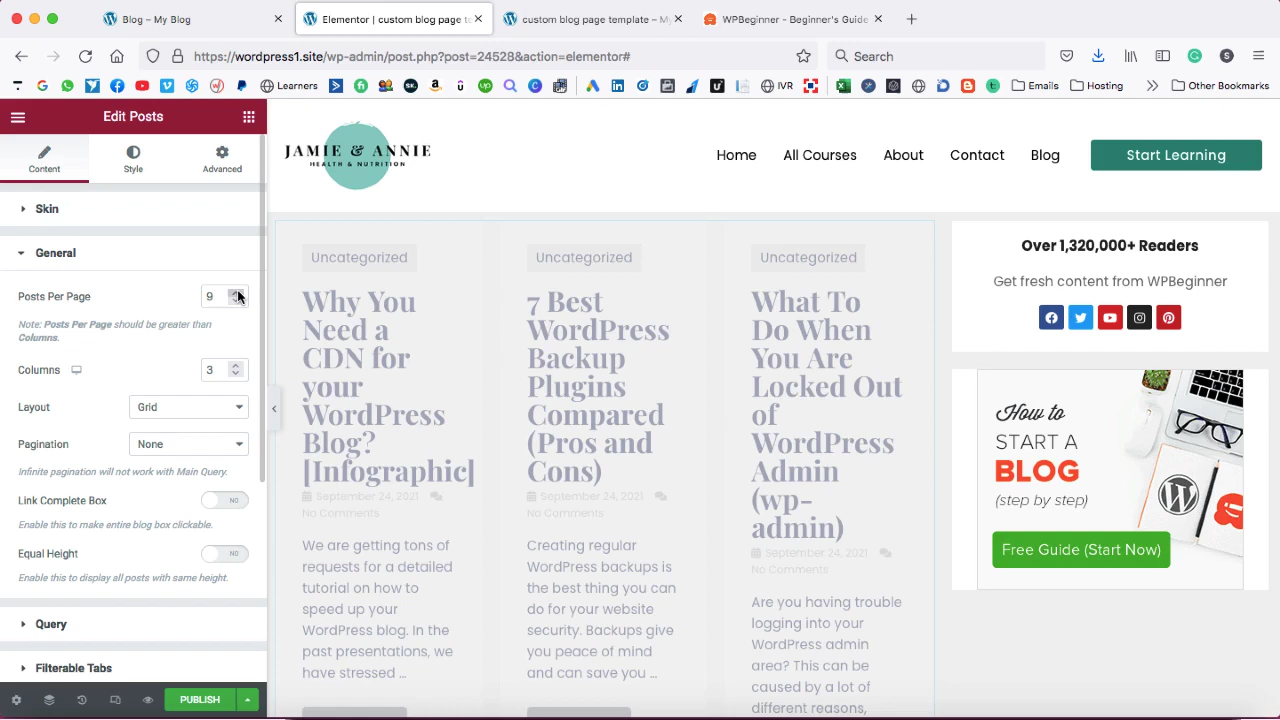 Blog – My Blog
Elementor | custom blog page te
custom blog page template – My
WPBeginner - Beginner's Guide
https://wordpress1.site/wp-admin/post.php?post=24528&action=elementor#
Search
Learners
IVR
Emails
Hosting
Other Bookmarks
Edit Posts
Content
Style
Advanced
Skin
General
Posts Per Page
9
Note: Posts Per Page should be greater than
Columns.
Columns
3
Layout
Grid
Pagination
None
Infinite pagination will not work with Main Query.
Link Complete Box
NO
Enable this to make entire blog box clickable.
Equal Height
NO
Enable this to display all posts with same height.
Query
Filterable Tabs
PUBLISH
JAMIE & ANNIE
HEALTH & NUTRITION
Home
All Courses
About
Contact
Blog
Start Learning
Uncategorized
Why You
Need a
CDN for
your
WordPress
Blog?
[Infographic]
September 24, 2021
No Comments
We are getting tons of
requests for a detailed
tutorial on how to
speed up your
WordPress blog. In the
past presentations, we
have stressed ...
Uncategorized
7 Best
WordPress
Backup
Plugins
Compared
(Pros and
Cons)
September 24, 2021
No Comments
Creating regular
WordPress backups is
the best thing you can
do for your website
security. Backups give
you peace of mind
and can save you ...
Uncategorized
What To
Do When
You Are
Locked Out
of
WordPress
Admin
(wp-
admin)
September 24, 2021
No Comments
Are you having trouble
logging into your
WordPress admin
area? This can be
caused by a lot of
different reasons,
Over 1,320,000+ Readers
Get fresh content from WPBeginner
How to
START A
BLOG
(step by step)
Free Guide (Start Now)